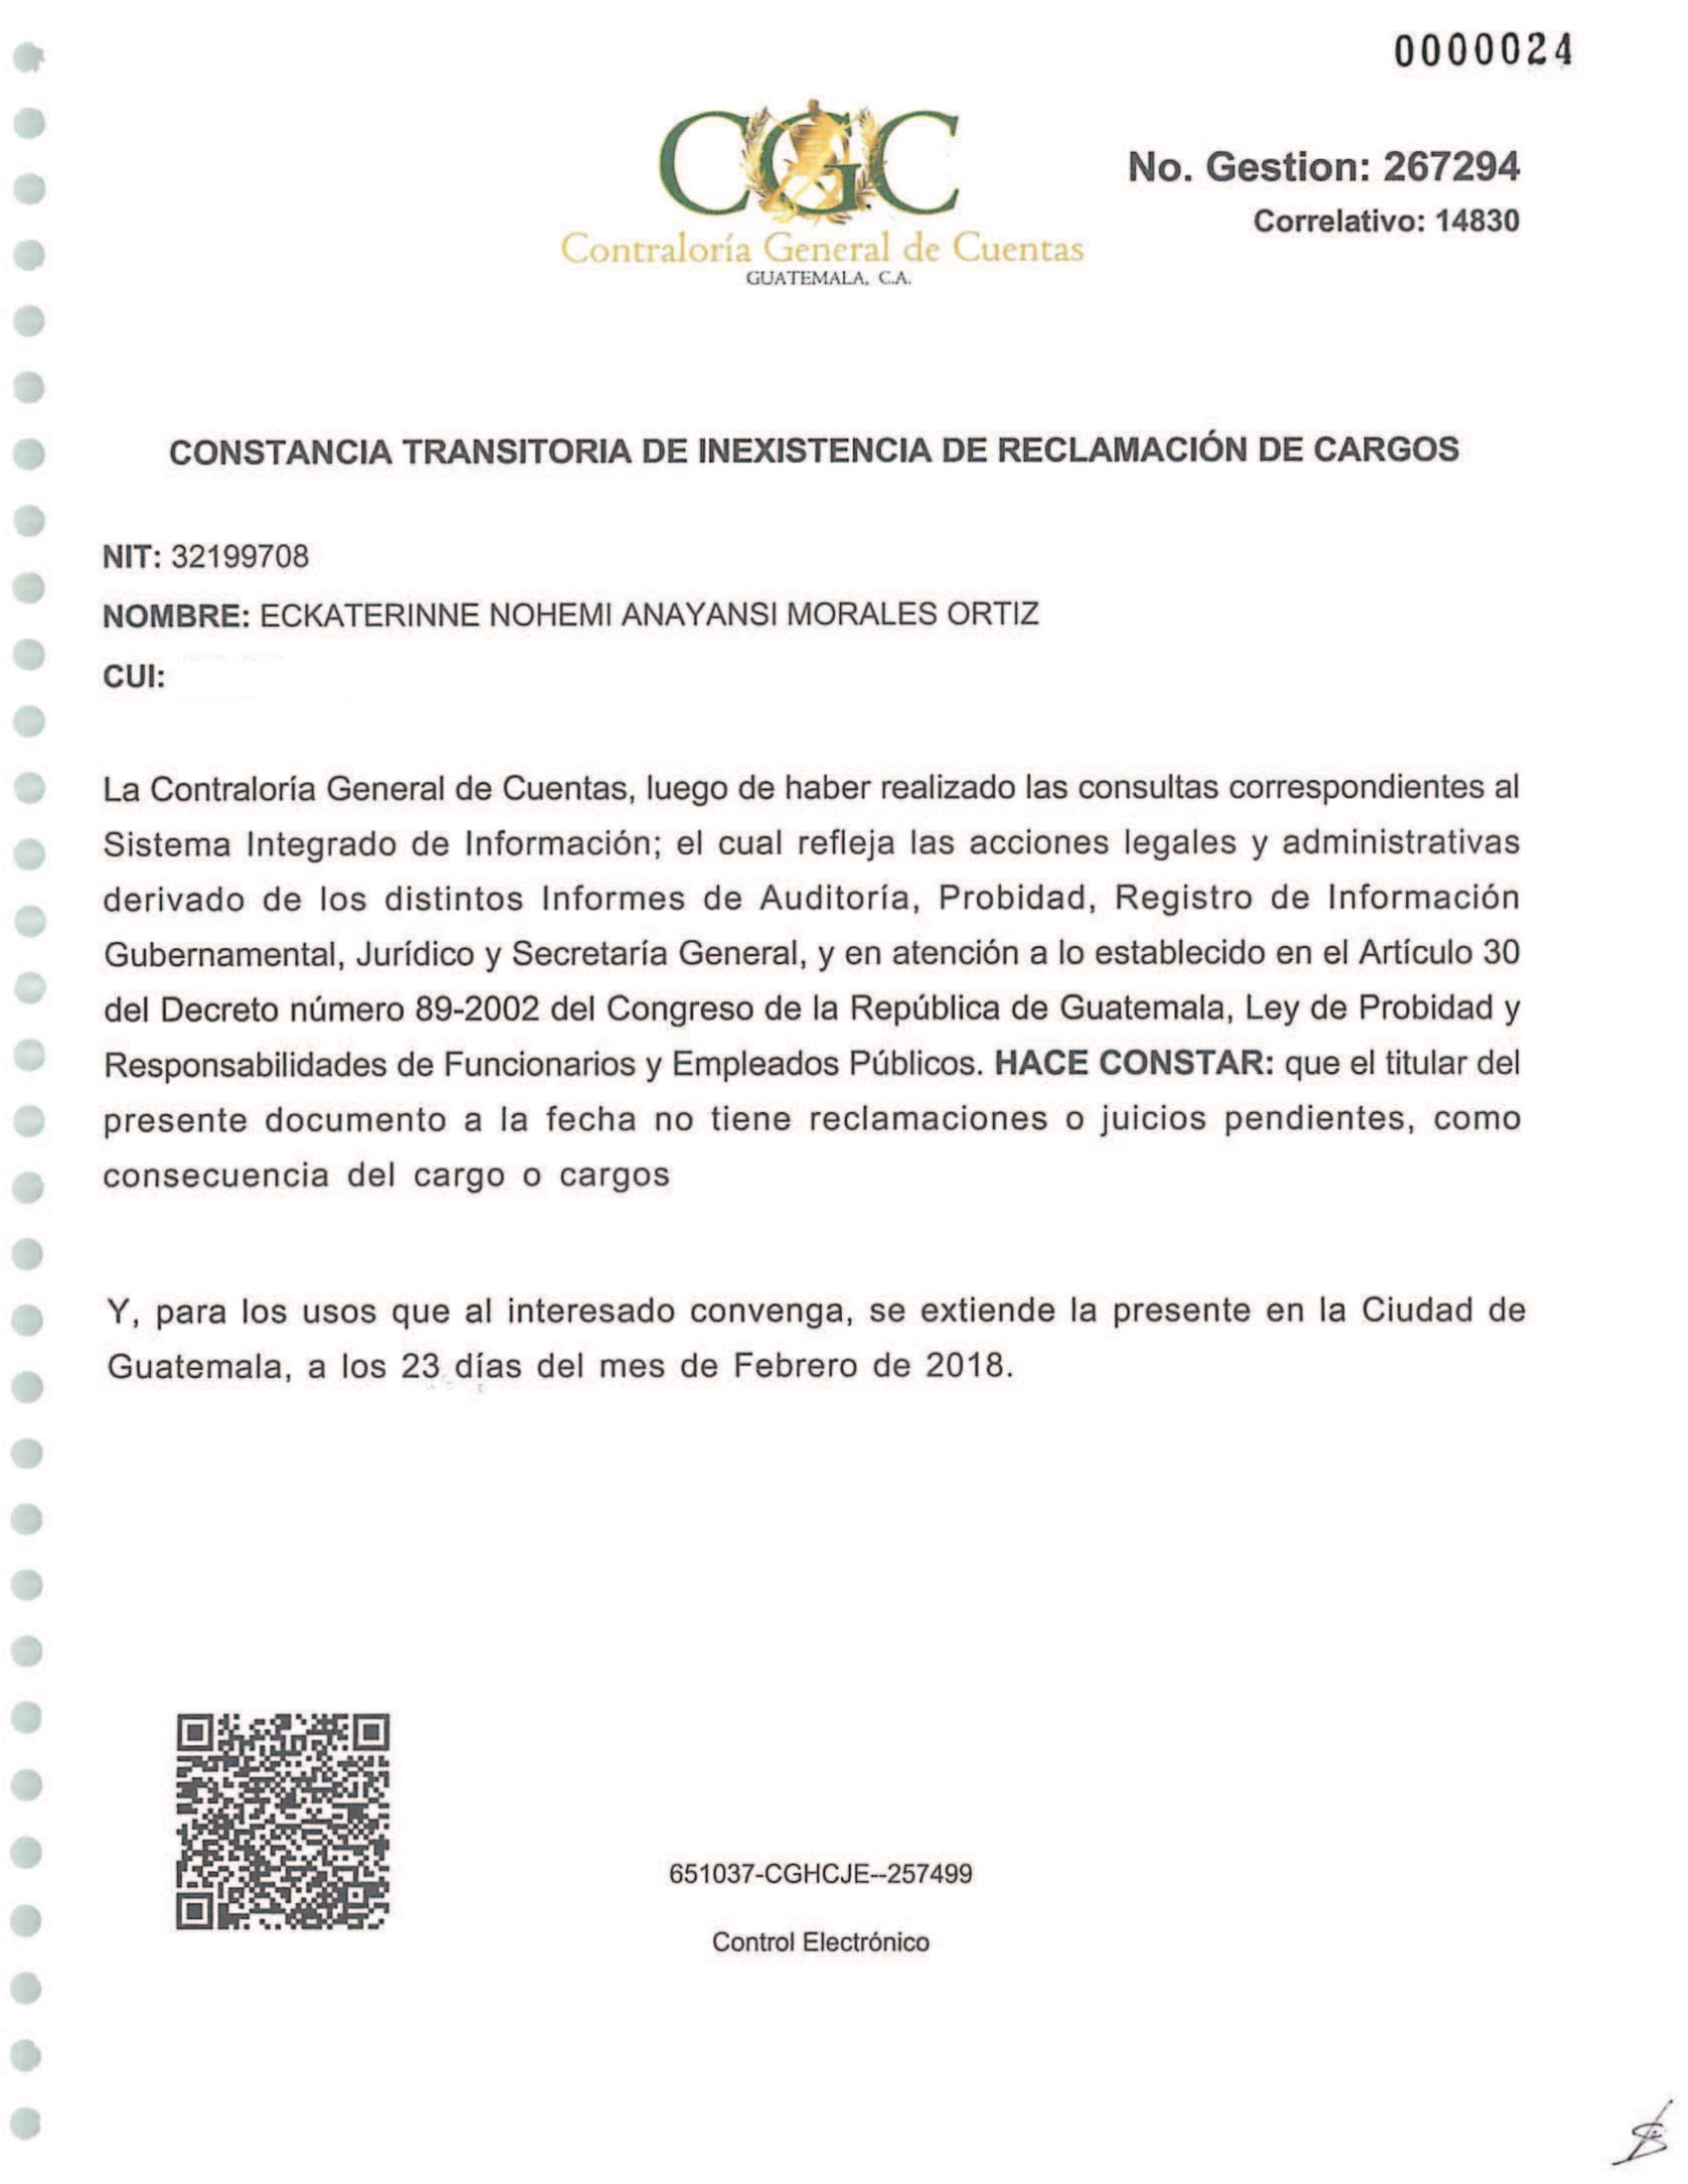 0000024
CGC
No. Gestion: 267294
Correlativo: 14830
Contraloría General de Cuentas
GUATEMALA, C.A.
CONSTANCIA TRANSITORIA DE INEXISTENCIA DE RECLAMACIÓN DE CARGOS
NIT: 32199708
NOMBRE: ECKATERINNE NOHEMI ANAYANSI MORALES ORTIZ
CUI:
La Contraloría General de Cuentas, luego de haber realizado las consultas correspondientes al
Sistema Integrado de Información; el cual refleja las acciones legales y administrativas
derivado de los distintos Informes de Auditoría, Probidad, Registro de Información
Gubernamental, Jurídico y Secretaría General, y en atención a lo establecido en el Artículo 30
del Decreto número 89-2002 del Congreso de la República de Guatemala, Ley de Probidad y
Responsabilidades de Funcionarios y Empleados Públicos. HACE CONSTAR: que el titular del
presente documento a la fecha no tiene reclamaciones o juicios pendientes, como
consecuencia del cargo o cargos
Y, para los usos que al interesado convenga, se extiende la presente en la Ciudad de
Guatemala, a los 23 días del mes de Febrero de 2018.
651037-CGHCJE--257499
Control Electrónico